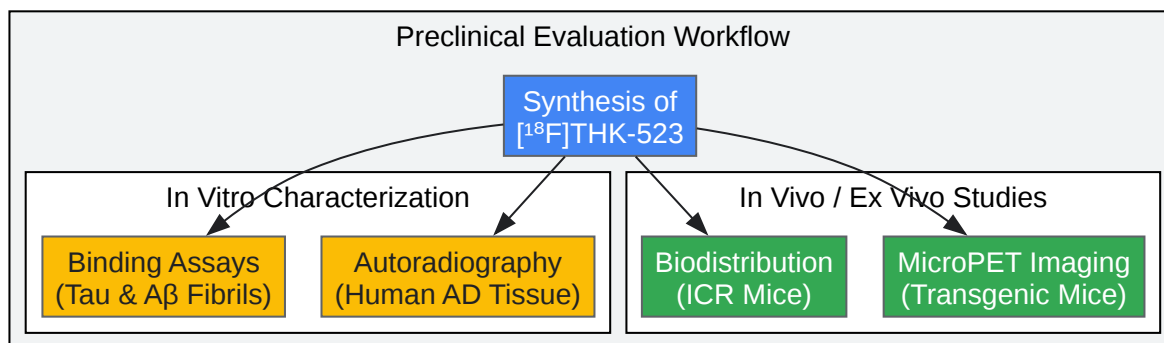 Preclinical Evaluation Workflow
Synthesis of
[¹⁸F]THK-523
In Vitro Characterization
In Vivo / Ex Vivo Studies
Binding Assays
(Tau & Aβ Fibrils)
Autoradiography
(Human AD Tissue)
Biodistribution
(ICR Mice)
MicroPET Imaging
(Transgenic Mice)